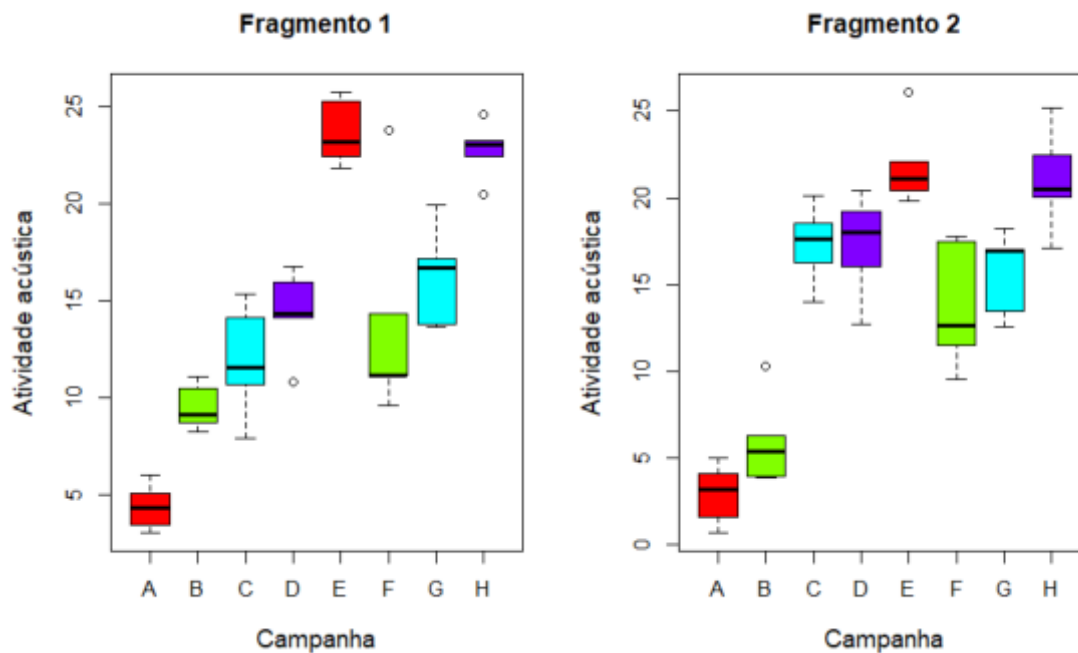 Fragmento 1
Atividade acústica
25
20
15
10
5
A B C D E F G H
Campanha
Fragmento 2
Atividade acústica
25
20
15
10
5
0
A B C D E F G H
Campanha